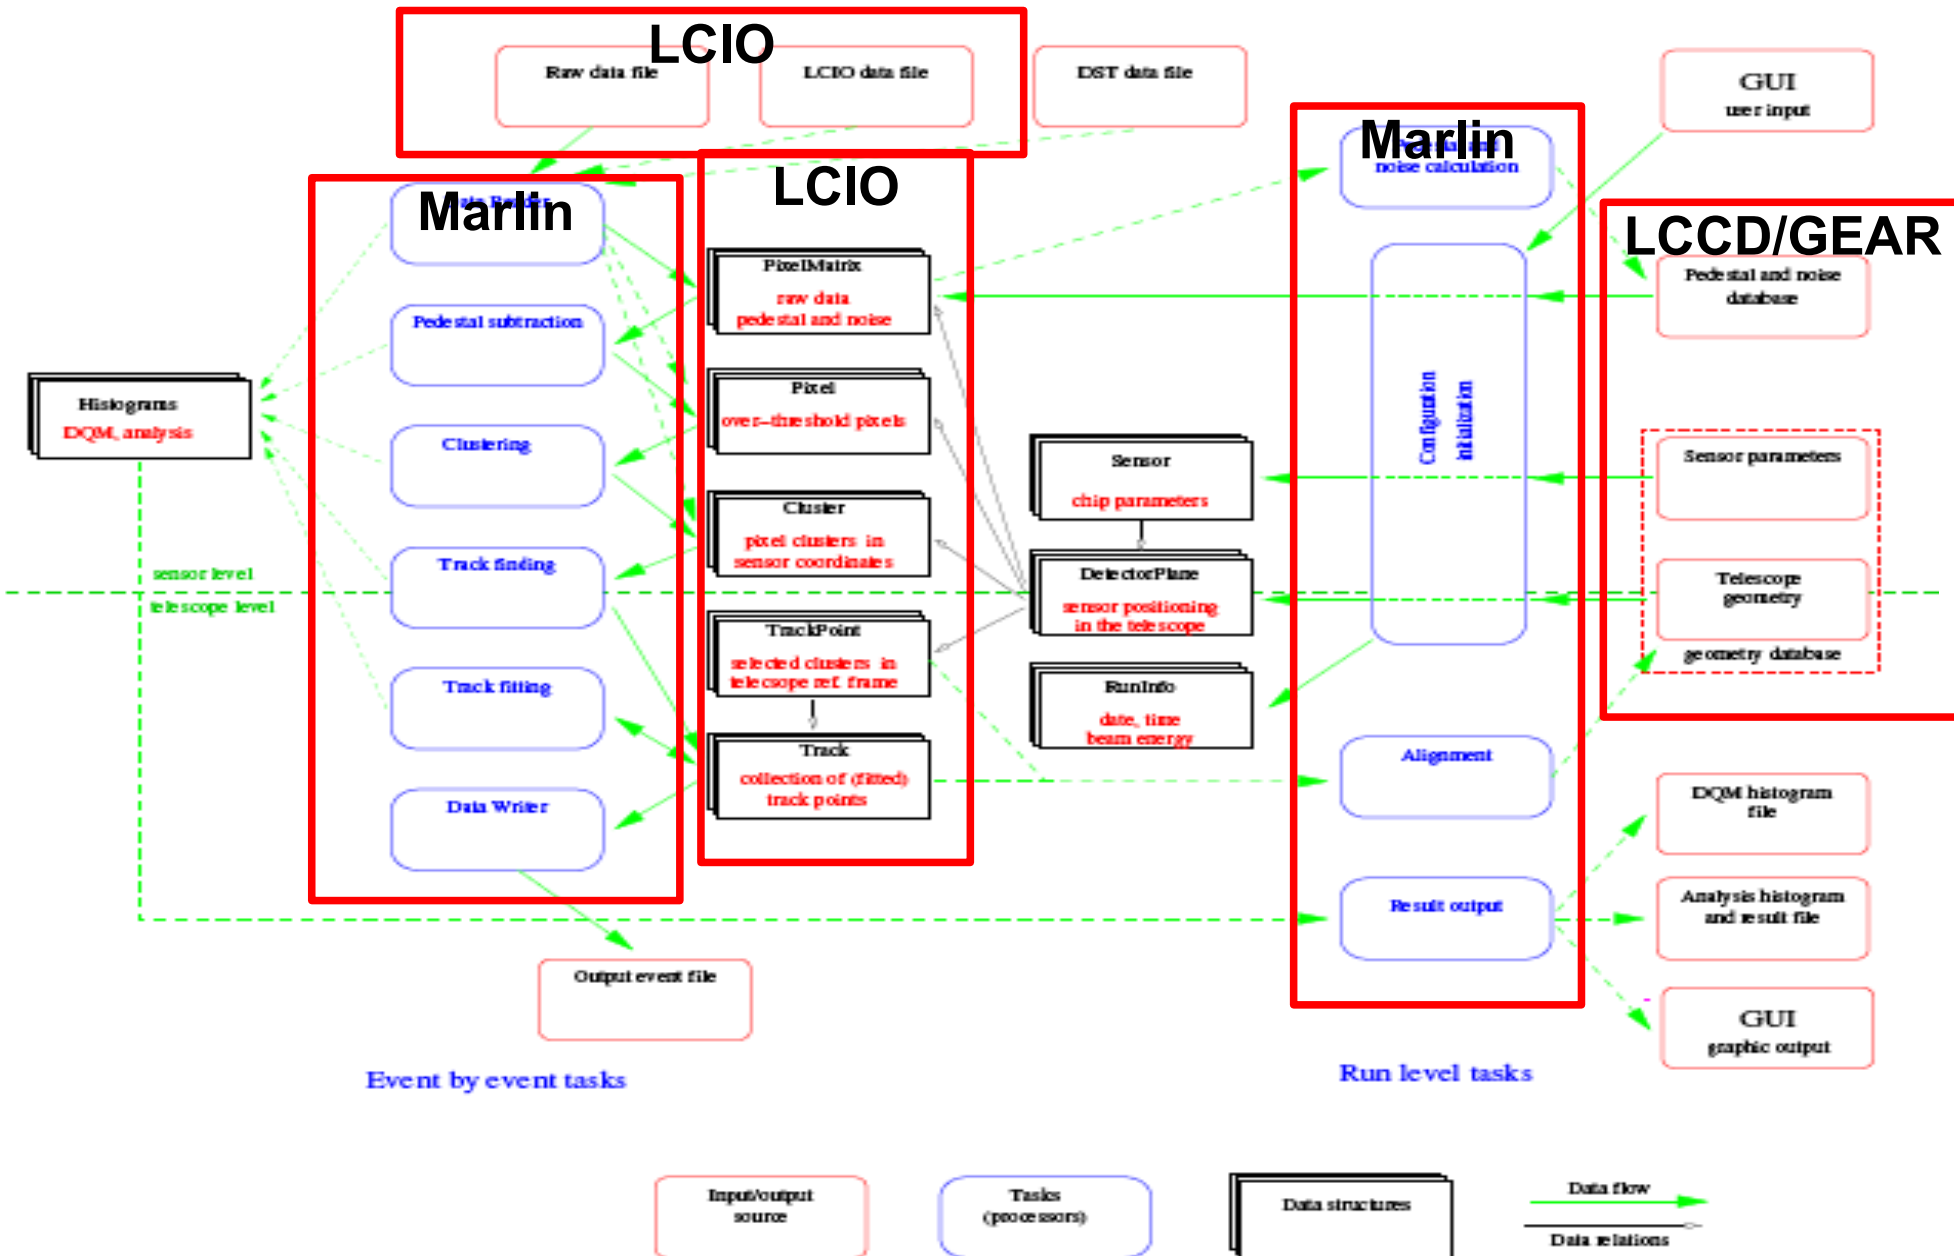 LCIO
Raw data file
LCIO data file
DST data file
GUI
user input
Marlin
noise calculation
LCIO
Marlin
LCCD/GEAR
Pedestal and noise
database
PixelMatrix
raw data
pedestal and noise
Pedestal subtraction
Pixel
over-threshold pixels
Histograms
DQM, analysis
Clustering
Configuration
initialization
Sensor
chip parameters
Sensor parameters
Cluster
pixel clusters in
sensor coordinates
Track finding
sensor level
telescope level
DetectorPlane
sensor positioning
in the telescope
Telescope
geometry
geometry database
TrackPoint
selected clusters in
telecsope ref. frame
Track fitting
RunInfo
date, time
beam energy
Track
collection of (fitted)
track points
Alignment
Data Writer
DQM histogram
file
Result output
Analysis histogram
and result file
Output event file
GUI
graphic output
Event by event tasks
Run level tasks
Input/output
source
Tasks
(processors)
Data structures
Data flow
Data relations